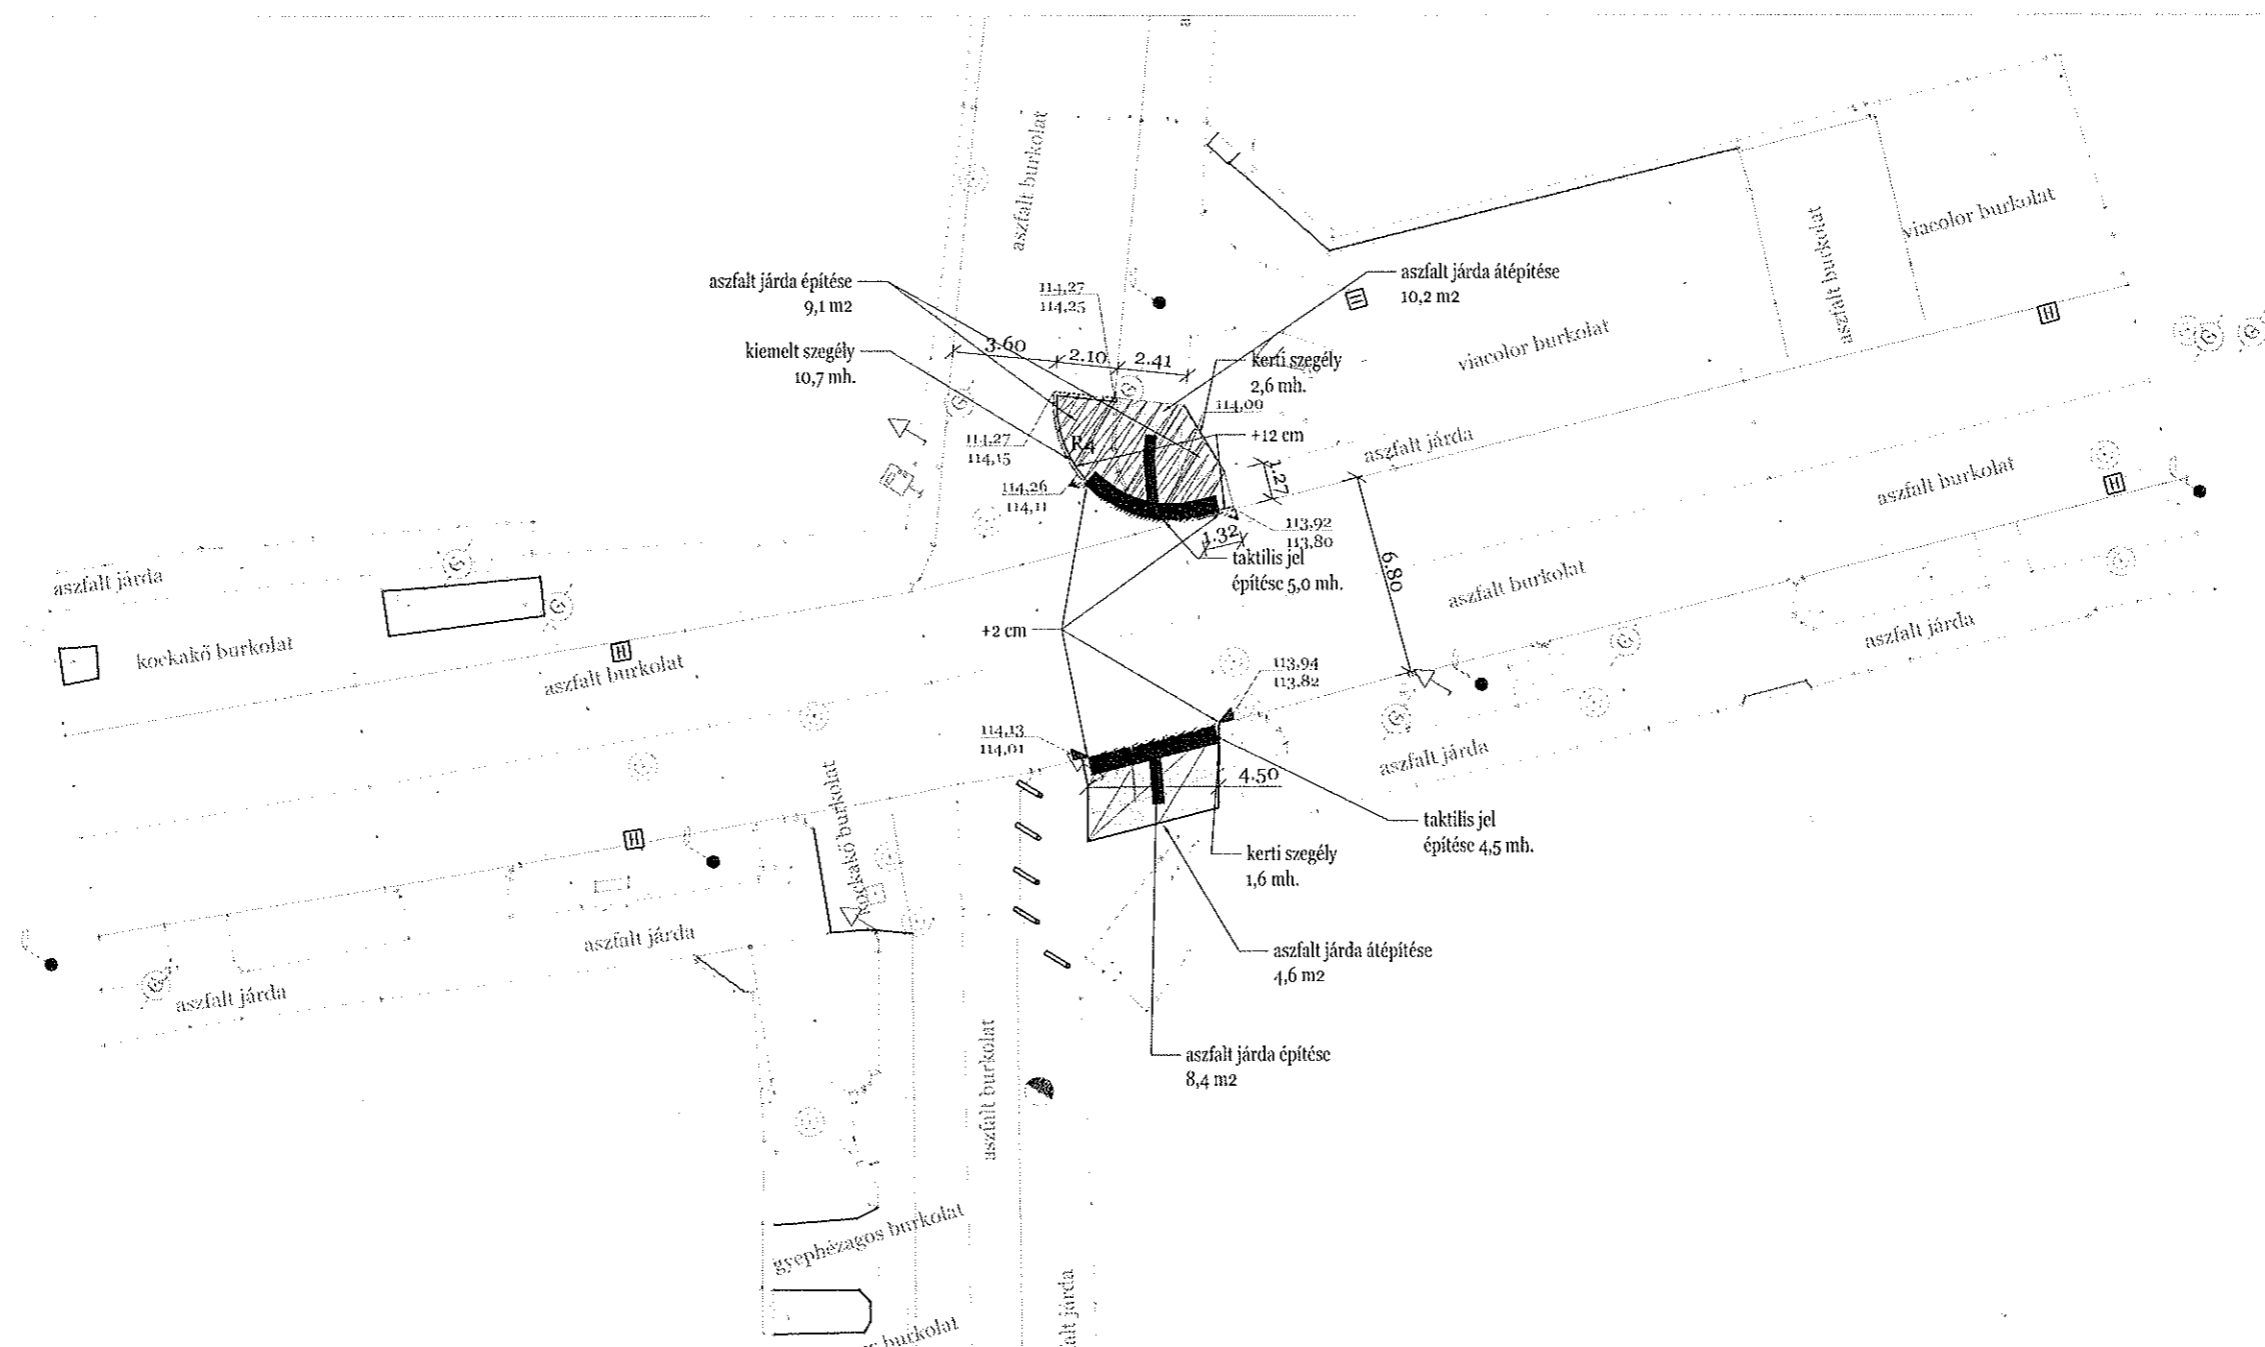 aszfalt burkolat
viacolor burkolat
aszfalt burkolat
aszfalt járda építése
9,1 m2
114,27
114,25
aszfalt járda átépítése
10,2 m2
kiemelt szegély
10,7 mh.
3.60
2.10
2.41
kerti szegély
2,6 mh.
viacolor burkolat
G
114,00
+12 cm
R4
114,27
114,15
aszfalt járda
1.27
114,26
114,11
aszfalt burkolat
113,92
113,80
1.32
taktilis jel
építése 5,0 mh.
6.80
aszfalt burkolat
aszfalt járda
kockakő burkolat
aszfalt burkolat
+2 cm
aszfalt járda
113,94
113,82
114,13
114,01
4.50
aszfalt járda
kockakő burkolat
taktilis jel
építése 4,5 mh.
kerti szegély
1,6 mh.
aszfalt járda
aszfalt járda átépítése
4,6 m2
aszfalt járda
aszfalt burkolat
aszfalt járda építése
8,4 m2
gyephézagos burkolat
burkolat
alt járda